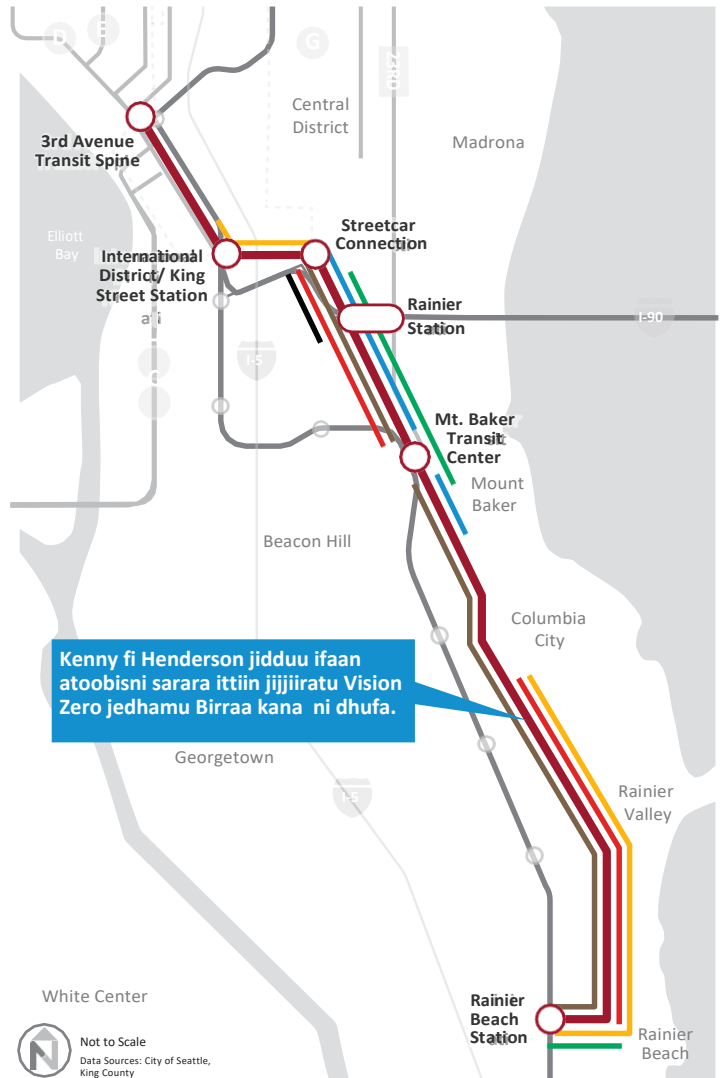 D
E
G
23RD
Central
District
Madrona
3rd Avenue
Transit Spine
Elliott
Bay
International
District/ King
Street Station
Streetcar
Connection
Rainier
Station
I-90
I-5
C
Mt. Baker
Transit
Center
Mount
Baker
Beacon Hill
Columbia
City
Kenny fi Henderson jidduu ifaan
atoobisni sarara ittiin jijjiiratu Vision
Zero jedhamu Birraa kana ni dhufa.
Georgetown
I-5
Rainier
Valley
White Center
Rainier
Beach
Station
Rainier
Beach
N
Not to Scale
Data Sources: City of Seattle,
King County